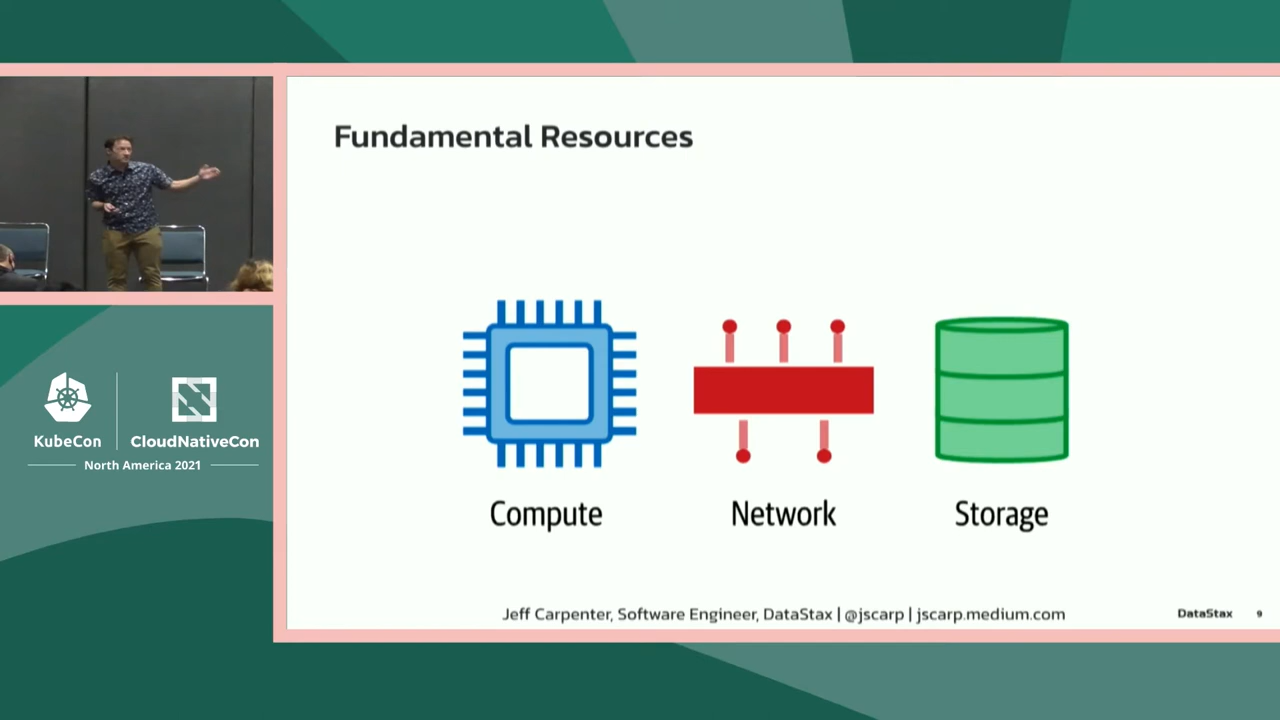 Fundamental Resources
Compute
Network
Storage
Jeff Carpenter, Software Engineer, DataStax | @jscarp | jscarp.medium.com
DataStax 9
KubeCon
CloudNativeCon
North America 2021